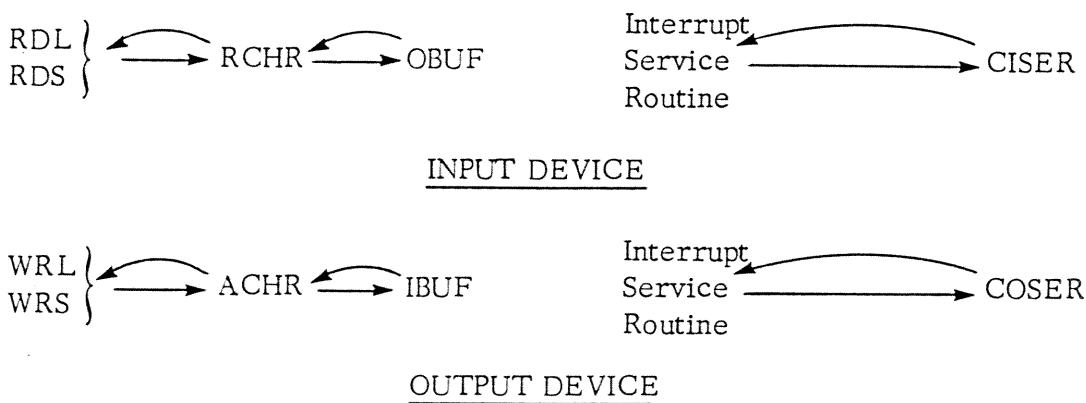 RDL
RDS
RCHR
OBUF
Interrupt
Service
Routine
CISER
INPUT DEVICE
WRL
WRS
ACHR
IBUF
Interrupt
Service
Routine
COSER
OUTPUT DEVICE